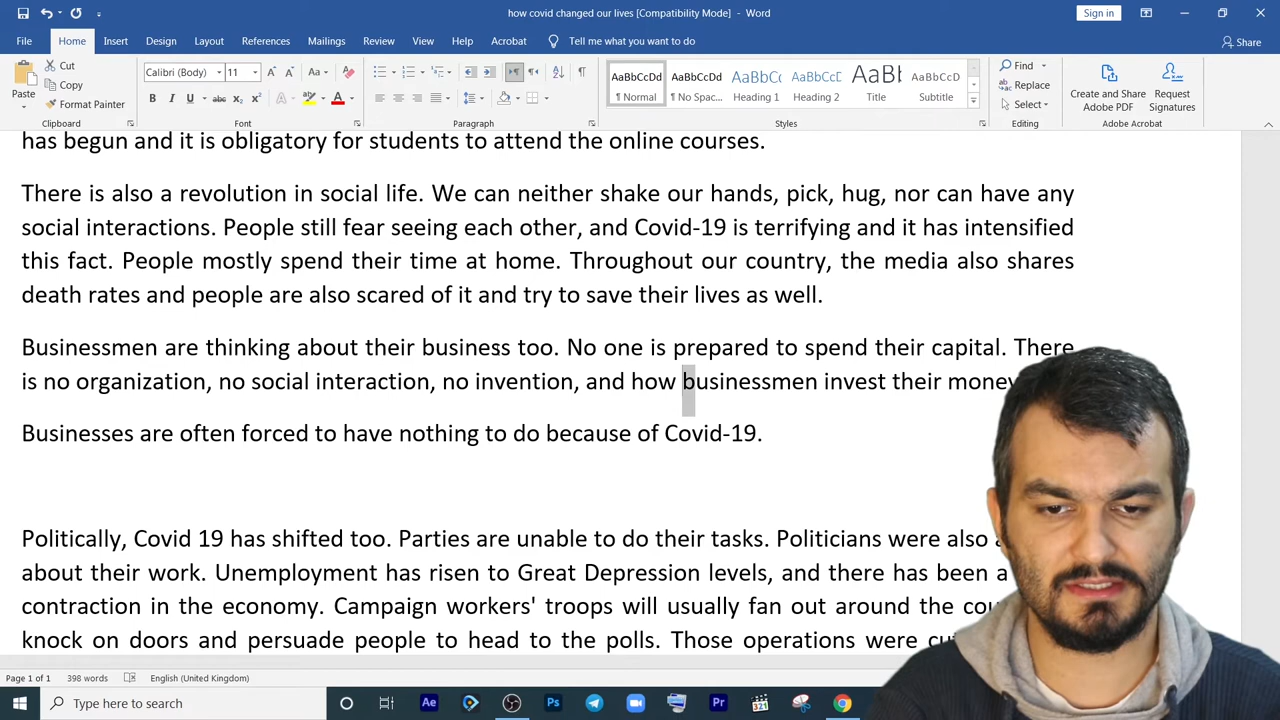 how covid changed our lives [Compatibility Mode] - Word
Sign in
File Home Insert Design Layout References Mailings Review View Help Acrobat Tell me what you want to do
Share
Paste
Cut
Copy
Format Painter
Clipboard
Calibri (Body) 11
Font
Paragraph
AaBbCcDd AaBbCcDd AaBbCc AaBbCcD AaBb AaBbCcD
¶ Normal ¶ No Spac... Heading 1 Heading 2 Title Subtitle
Styles
Find
Replace
Select
Editing
Create and Share Adobe PDF
Request Signatures
Adobe Acrobat
has begun and it is obligatory for students to attend the online courses.
There is also a revolution in social life. We can neither shake our hands, pick, hug, nor can have any
social interactions. People still fear seeing each other, and Covid-19 is terrifying and it has intensified
this fact. People mostly spend their time at home. Throughout our country, the media also shares
death rates and people are also scared of it and try to save their lives as well.
Businessmen are thinking about their business too. No one is prepared to spend their capital. There
is no organization, no social interaction, no invention, and how businessmen invest their money
Businesses are often forced to have nothing to do because of Covid-19.
Politically, Covid 19 has shifted too. Parties are unable to do their tasks. Politicians were also
about their work. Unemployment has risen to Great Depression levels, and there has been a
contraction in the economy. Campaign workers' troops will usually fan out around the
knock on doors and persuade people to head to the polls. Those operations were
Page 1 of 1 398 words English (United Kingdom)
Type here to search